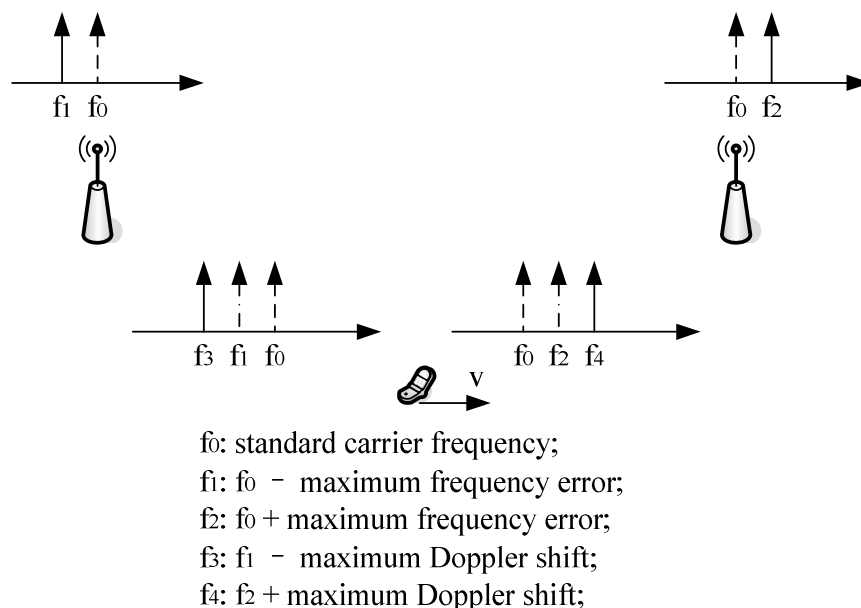 f1 f0
f0 f2
f3 f1 f0
f0 f2 f4
v
f0: standard carrier frequency;
f1: f0 - maximum frequency error;
f2: f0 + maximum frequency error;
f3: f1 - maximum Doppler shift;
f4: f2 + maximum Doppler shift;